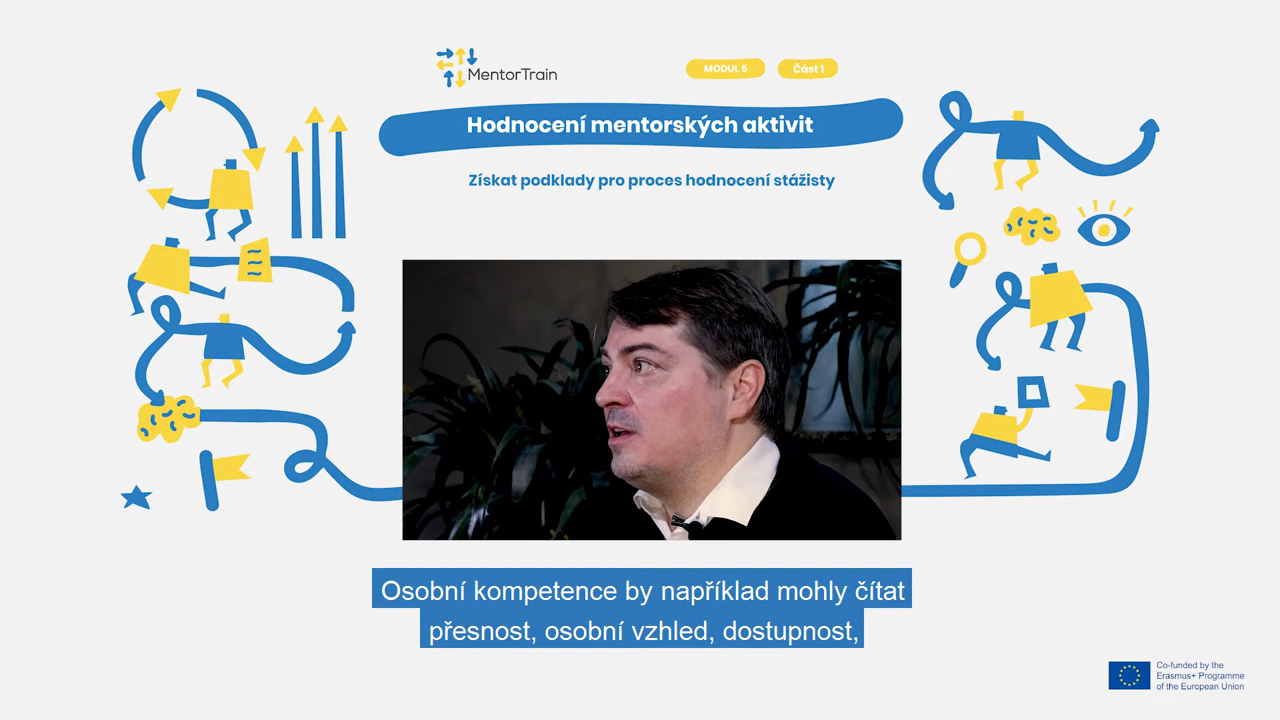 MentorTrain
MODUL 5
Část 1
Hodnocení mentorských aktivit
Získat podklady pro proces hodnocení stážisty
Osobní kompetence by například mohly čítat
přesnost, osobní vzhled, dostupnost,
Co-funded by the
Erasmus+ Programme
of the European Union